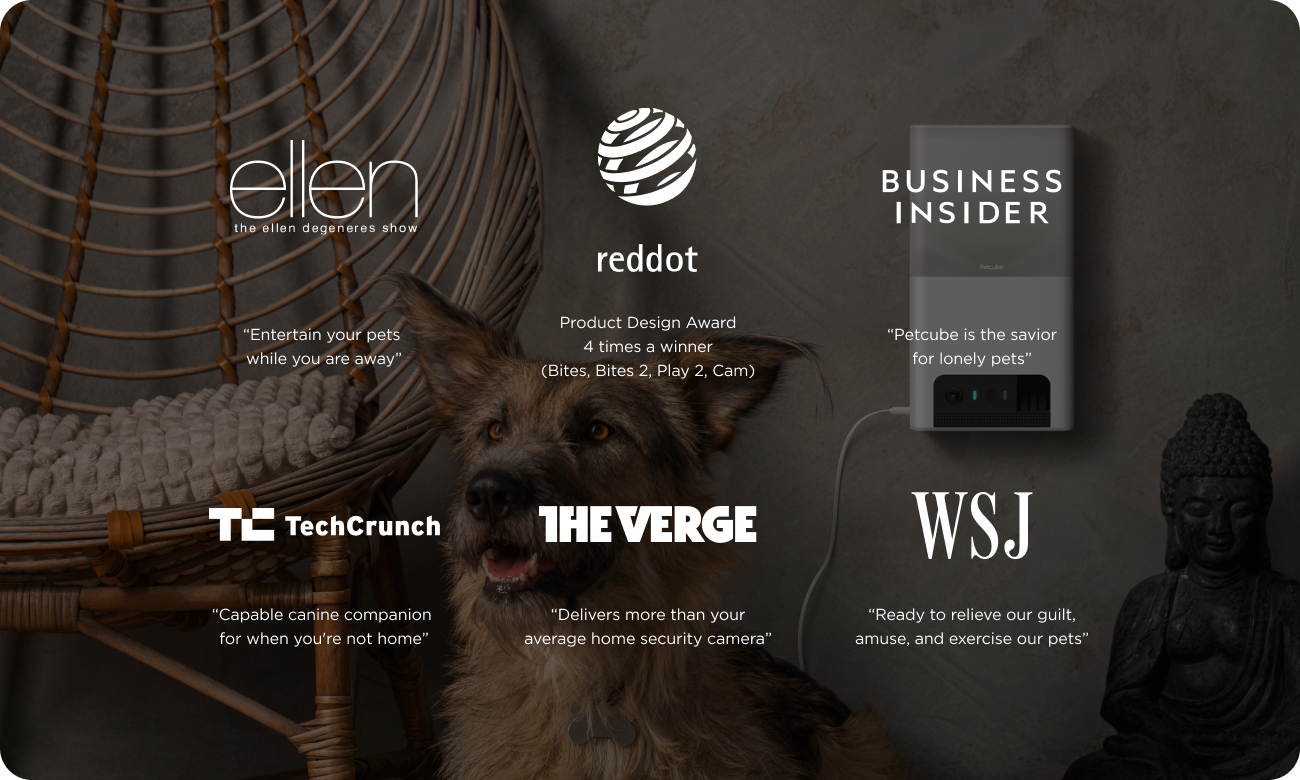 ellen
the ellen degeneres show
“Entertain your pets
while you are away”
reddot
Product Design Award
4 times a winner
(Bites, Bites 2, Play 2, Cam)
BUSINESS
INSIDER
Petcube
“Petcube is the savior
for lonely pets”
TC TechCrunch
“Capable canine companion
for when you're not home”
THE VERGE
“Delivers more than your
average home security camera”
WSJ
“Ready to relieve our guilt,
amuse, and exercise our pets”